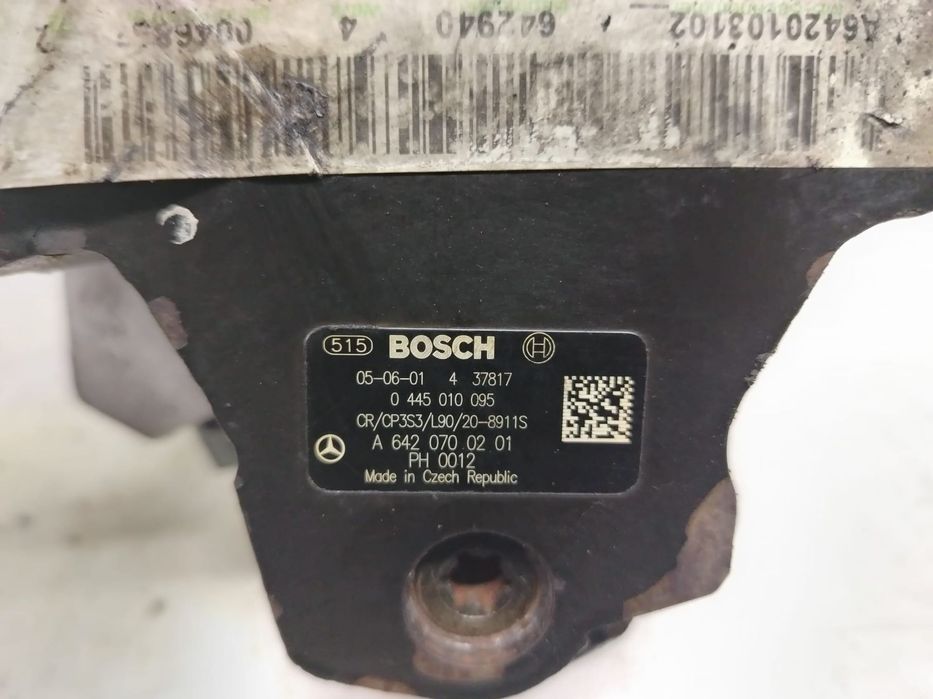 A6420103102
642940
4
515 BOSCH
05-06-01 4 37817
0 445 010 095
CR/CP3S3/L90/20-8911S
A 642 070 02 01
PH 0012
Made in Czech Republic